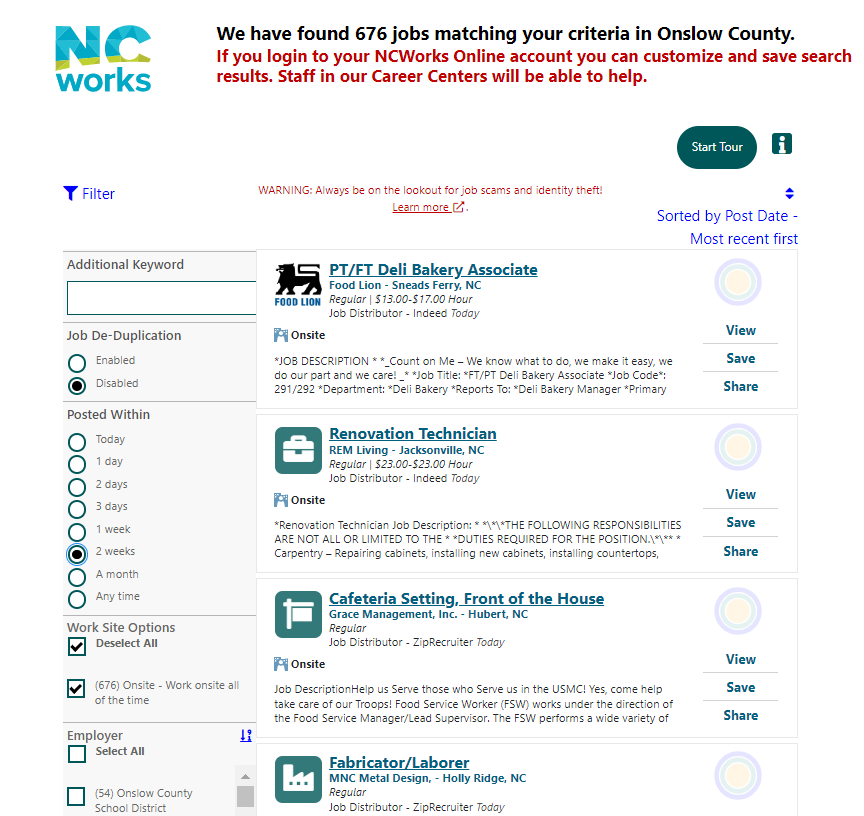 NC
works
We have found 676 jobs matching your criteria in Onslow County.
If you login to your NCWorks Online account you can customize and save search
results. Staff in our Career Centers will be able to help.
Start Tour
Filter
WARNING: Always be on the lookout for job scams and identity theft!
Learn more .
Sorted by Post Date -
Most recent first
Additional Keyword
Job De-Duplication
Enabled
Disabled
Posted Within
Today
1 day
2 days
3 days
1 week
2 weeks
A month
Any time
Work Site Options
Deselect All
(676) Onsite - Work onsite all
of the time
Employer
Select All
(54) Onslow County
School District
FOOD LION
PT/FT Deli Bakery Associate
Food Lion - Sneads Ferry, NC
Regular | $13.00-$17.00 Hour
Job Distributor - Indeed Today
Onsite
*JOB DESCRIPTION * *_Count on Me – We know what to do, we make it easy, we
do our part and we care! _* *Job Title: *FT/PT Deli Bakery Associate *Job Code*:
291/292 *Department: *Deli Bakery *Reports To: *Deli Bakery Manager *Primary
View
Save
Share
Renovation Technician
REM Living - Jacksonville, NC
Regular | $23.00-$23.00 Hour
Job Distributor - Indeed Today
Onsite
*Renovation Technician Job Description: * *\*\*THE FOLLOWING RESPONSIBILITIES
ARE NOT ALL OR LIMITED TO THE * *DUTIES REQUIRED FOR THE POSITION.\*\** *
Carpentry – Repairing cabinets, installing new cabinets, installing countertops,
View
Save
Share
Cafeteria Setting, Front of the House
Grace Management, Inc. - Hubert, NC
Regular
Job Distributor - ZipRecruiter Today
Onsite
Job DescriptionHelp us Serve those who Serve us in the USMC! Yes, come help
take care of our Troops! Food Service Worker (FSW) works under the direction of
the Food Service Manager/Lead Supervisor. The FSW performs a wide variety of
View
Save
Share
Fabricator/Laborer
MNC Metal Design, - Holly Ridge, NC
Regular
Job Distributor - ZipRecruiter Today